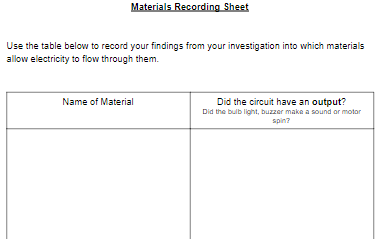 Materials Recording Sheet
Use the table below to record your findings from your investigation into which materials
allow electricity to flow through them.
Name of Material
Did the circuit have an output?
Did the bulb light, buzzer make a sound or motor
spin?